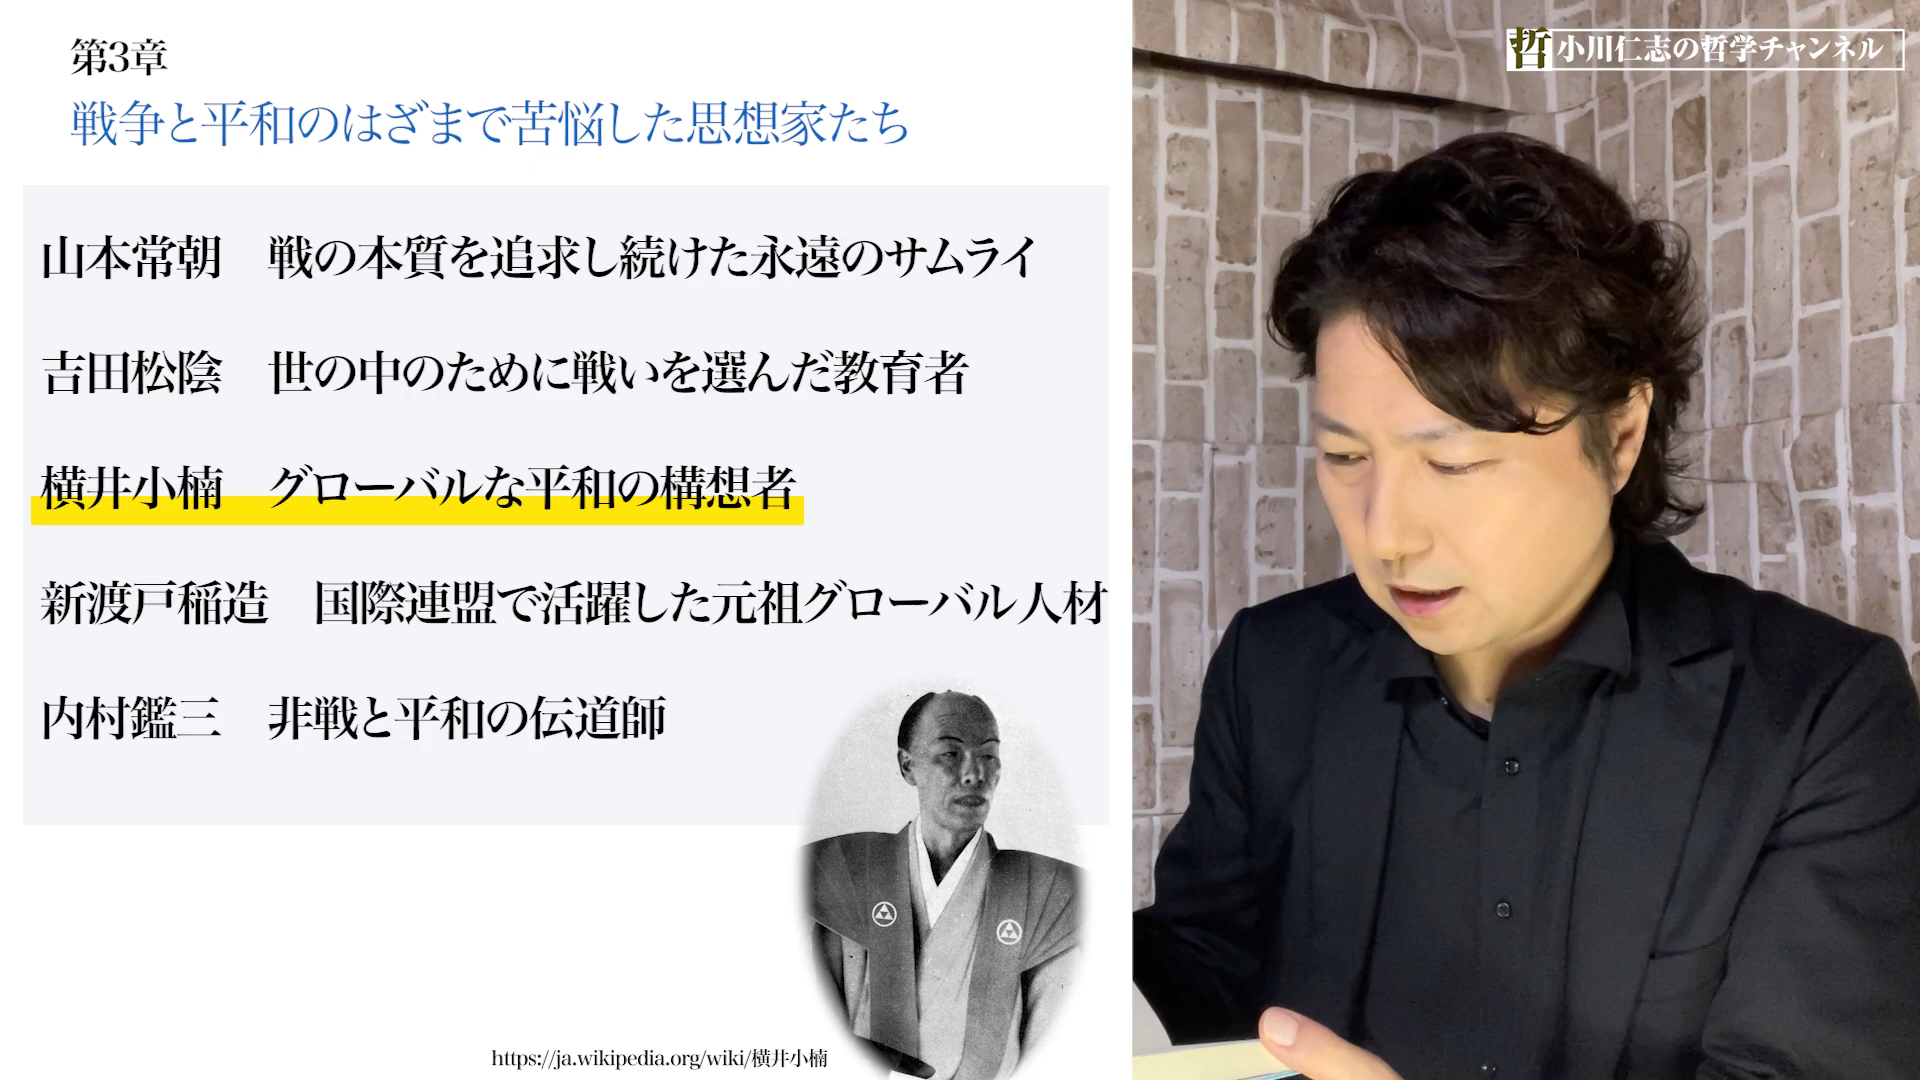 第3章
戦争と平和のはざまで苦悩した思想家たち
山本常朝　戦の本質を追求し続けた永遠のサムライ
吉田松陰　世の中のために戦いを選んだ教育者
横井小楠　グローバルな平和の構想者
新渡戸稲造　国際連盟で活躍した元祖グローバル人材
内村鑑三　非戦と平和の伝道師
https://ja.wikipedia.org/wiki/横井小楠
哲 小川仁志の哲学チャンネル